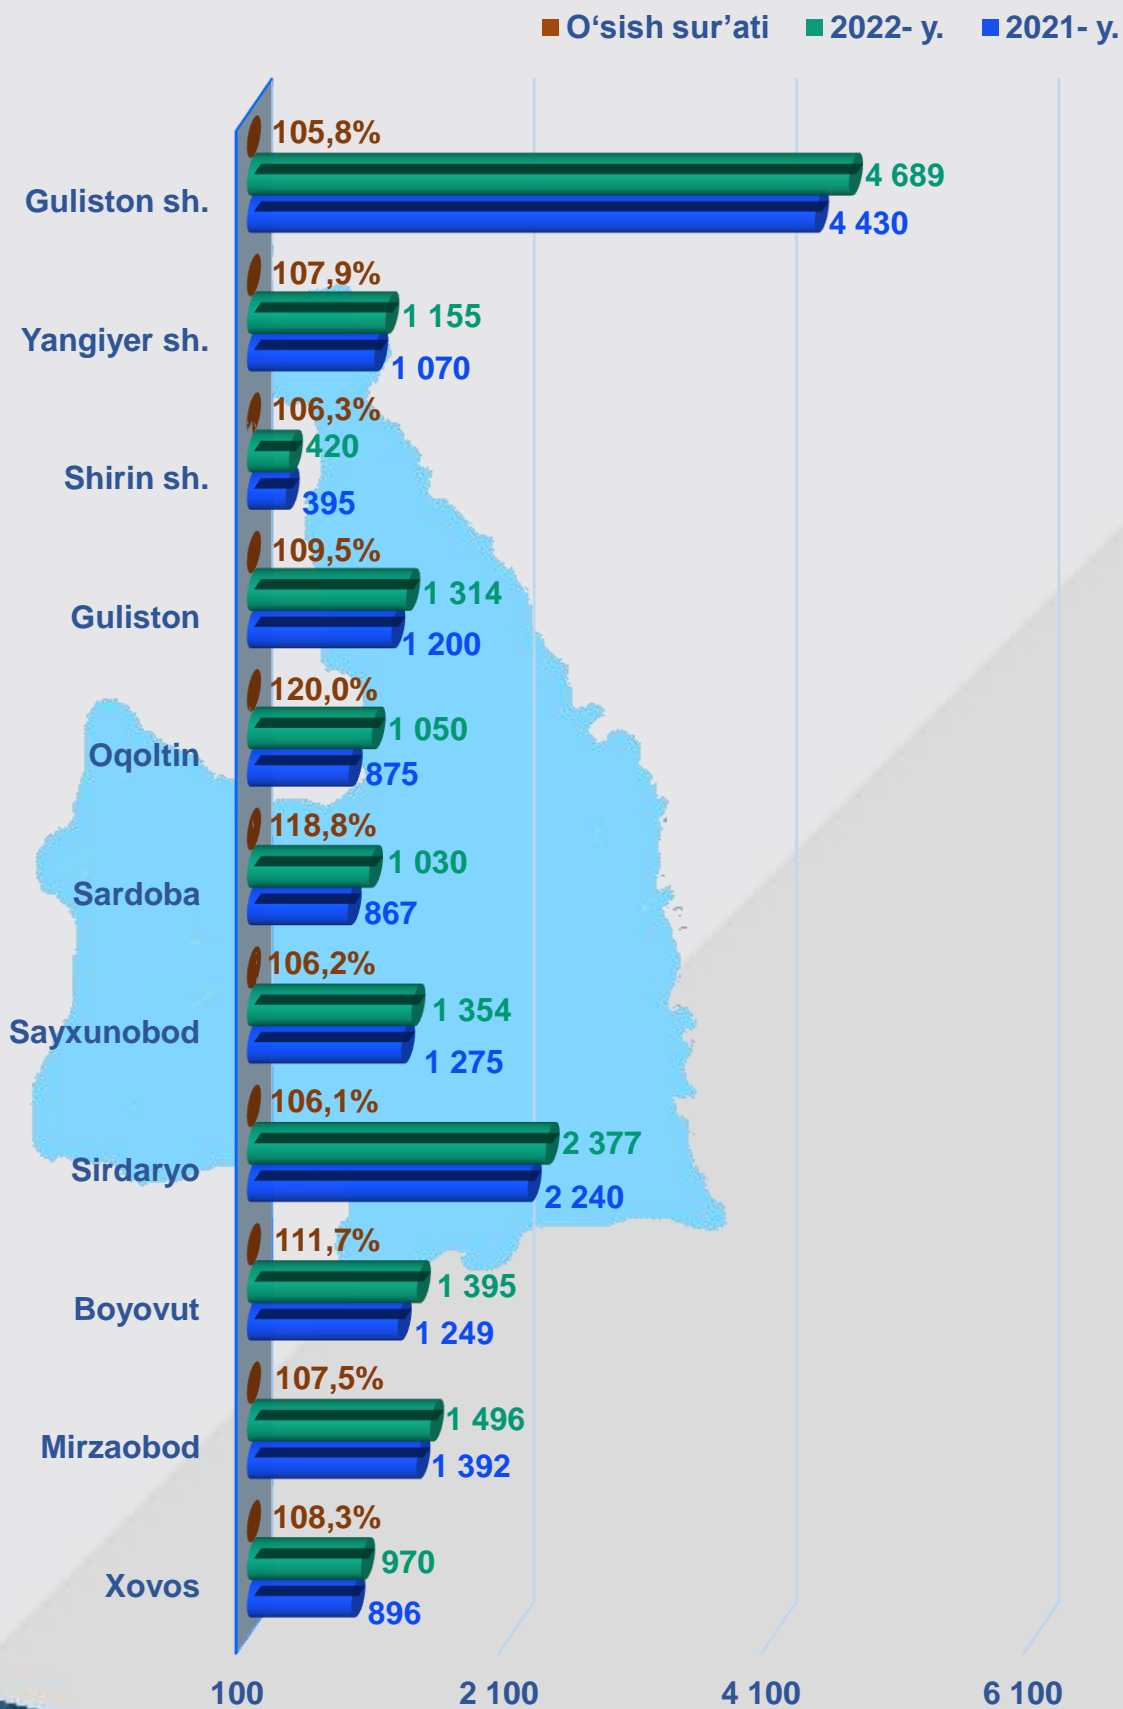 O‘sish sur’ati 2022- y. 2021- y.
105,8%
4 689
Guliston sh.
4 430
107,9%
1 155
Yangiyer sh.
1 070
106,3%
420
Shirin sh.
395
109,5%
1 314
Guliston
1 200
120,0%
1 050
Oqoltin
875
118,8%
1 030
Sardoba
867
106,2%
1 354
Sayxunobod
1 275
106,1%
2 377
Sirdaryo
2 240
111,7%
1 395
Boyovut
1 249
107,5%
1 496
Mirzaobod
1 392
108,3%
970
Xovos
896
100 2 100 4 100 6 100